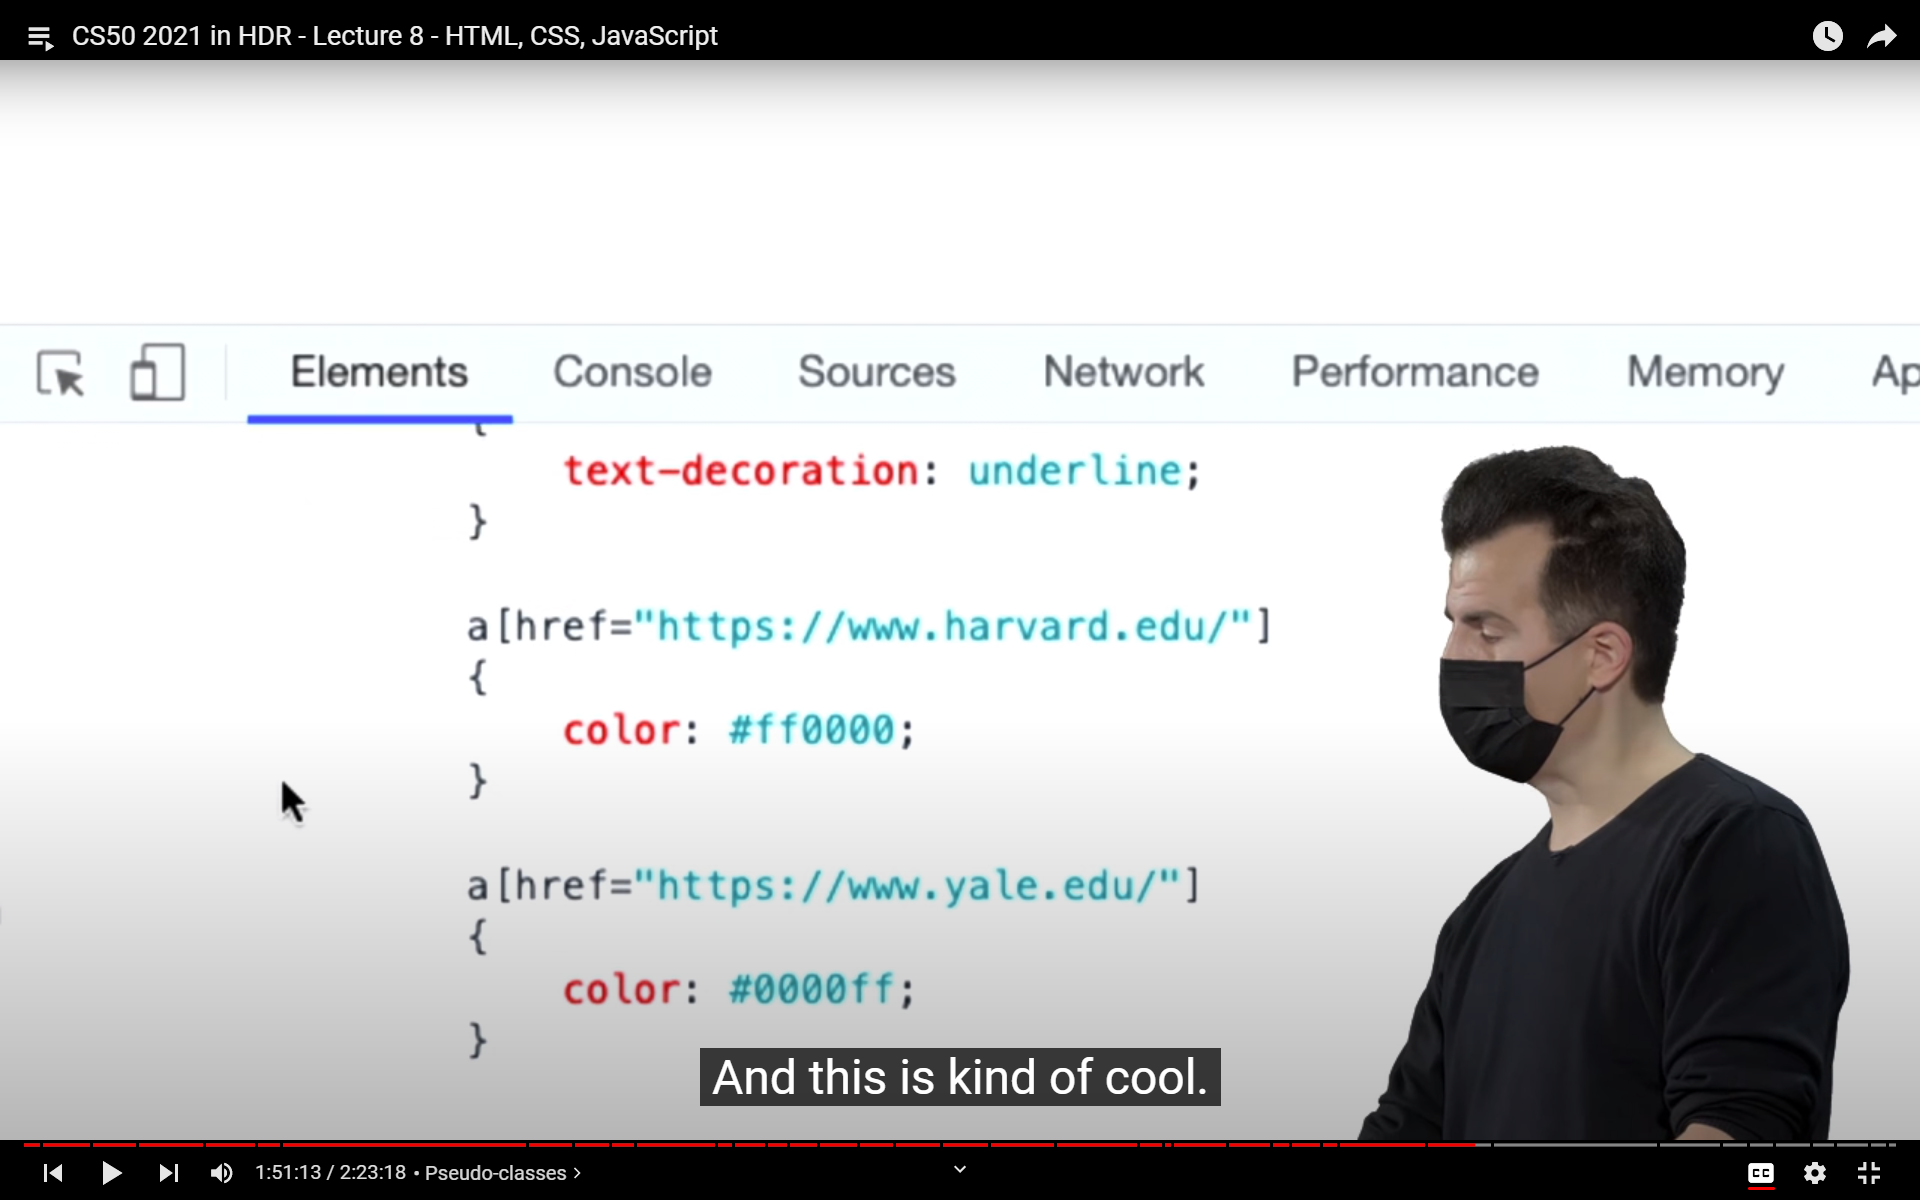 CS50 2021 in HDR - Lecture 8 - HTML, CSS, JavaScript
Elements Console Sources Network Performance Memory Ap
{
text-decoration: underline;
}
a[href="https://www.harvard.edu/"]
{
color: #ff0000;
}
a[href="https://www.yale.edu/"]
{
color: #0000ff;
}
And this is kind of cool.
1:51:13 / 2:23:18 • Pseudo-classes ›
CC